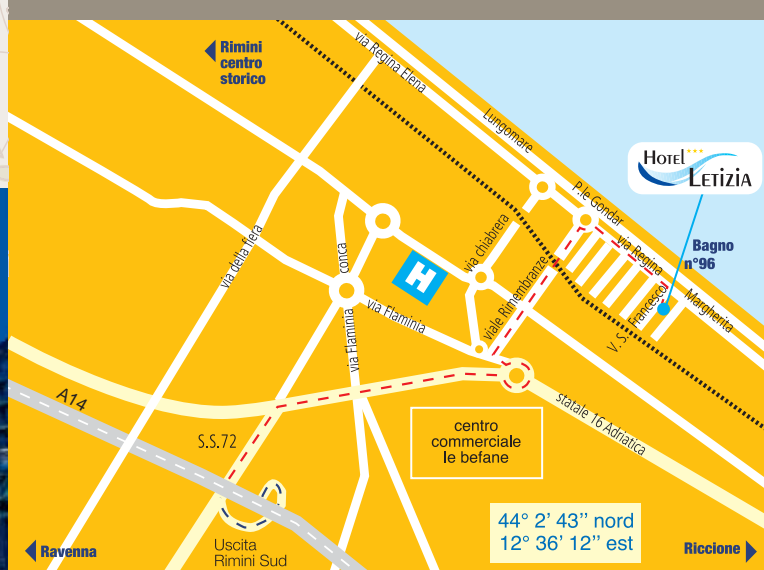 Rimini
centro
storico
via Regina Elena
Lungomare
HOTEL ***
LETIZIA
P.le Gondar
via Regina
Margherita
Bagno
n°96
via chiabrera
via della fiera
conca
via Flaminia
H
via Flaminia
viale Rimembranze
V. S. Francesco
A14
S.S.72
statale 16 Adriatica
centro
commerciale
le befane
44° 2' 43'' nord
12° 36' 12'' est
Ravenna
Uscita
Rimini Sud
Riccione